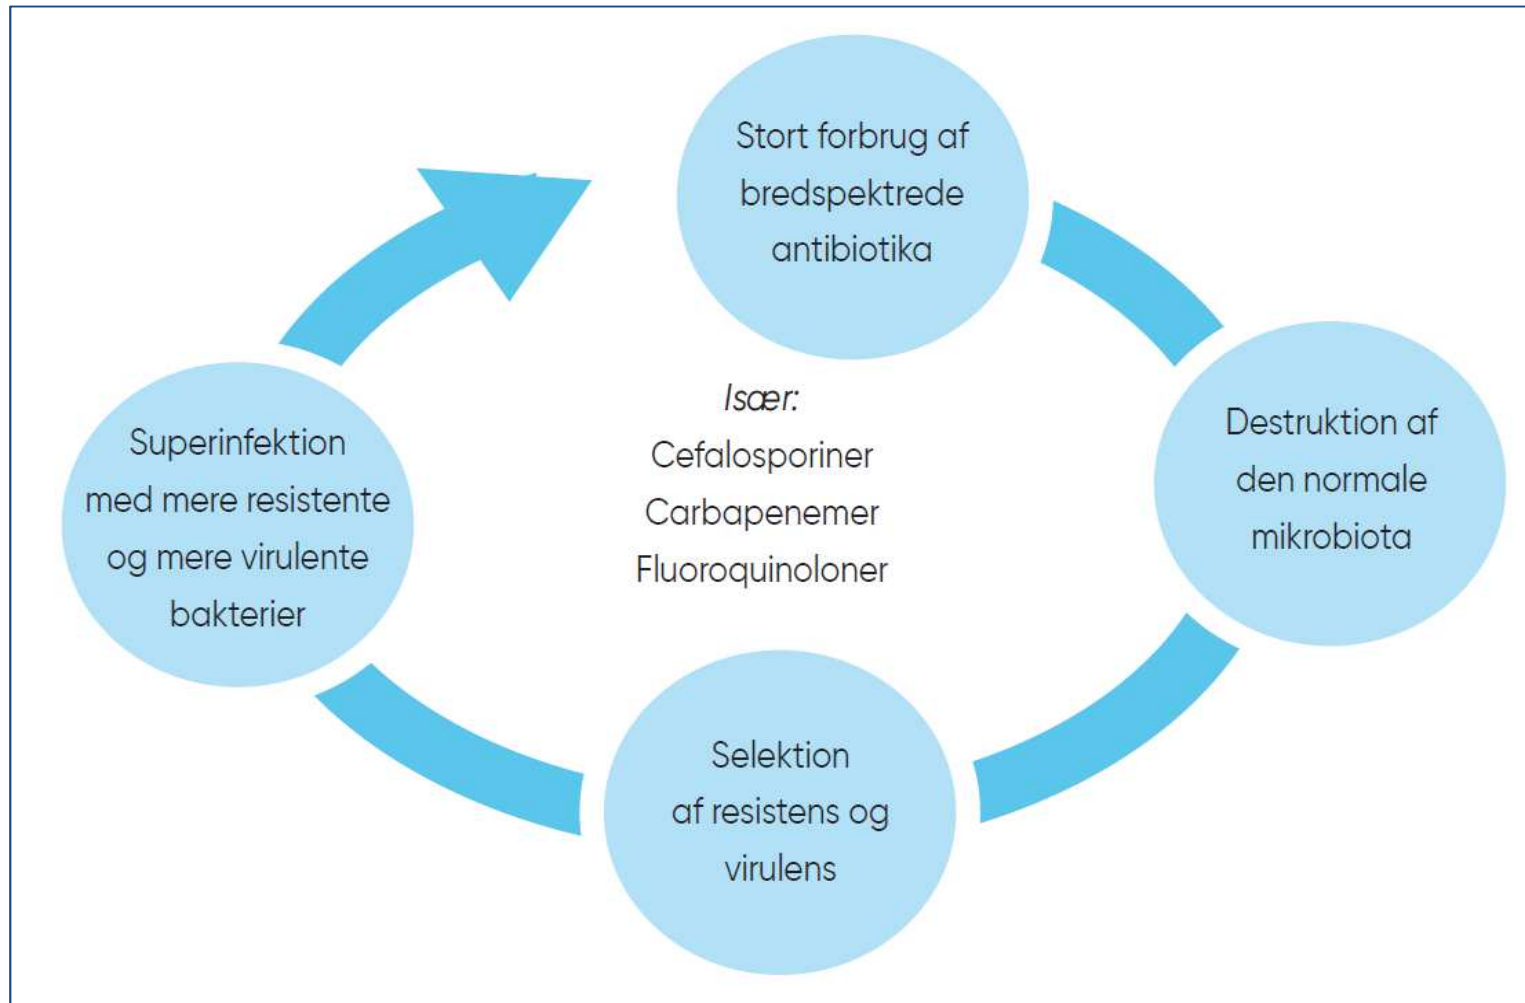 Stort forbrug af
bredspektrede
antibiotika
Destruktion af
den normale
mikrobiota
Selektion
af resistens og
virulens
Superinfektion
med mere resistente
og mere virulente
bakterier
Især:
Cefalosporiner
Carbapenemer
Fluoroquinoloner